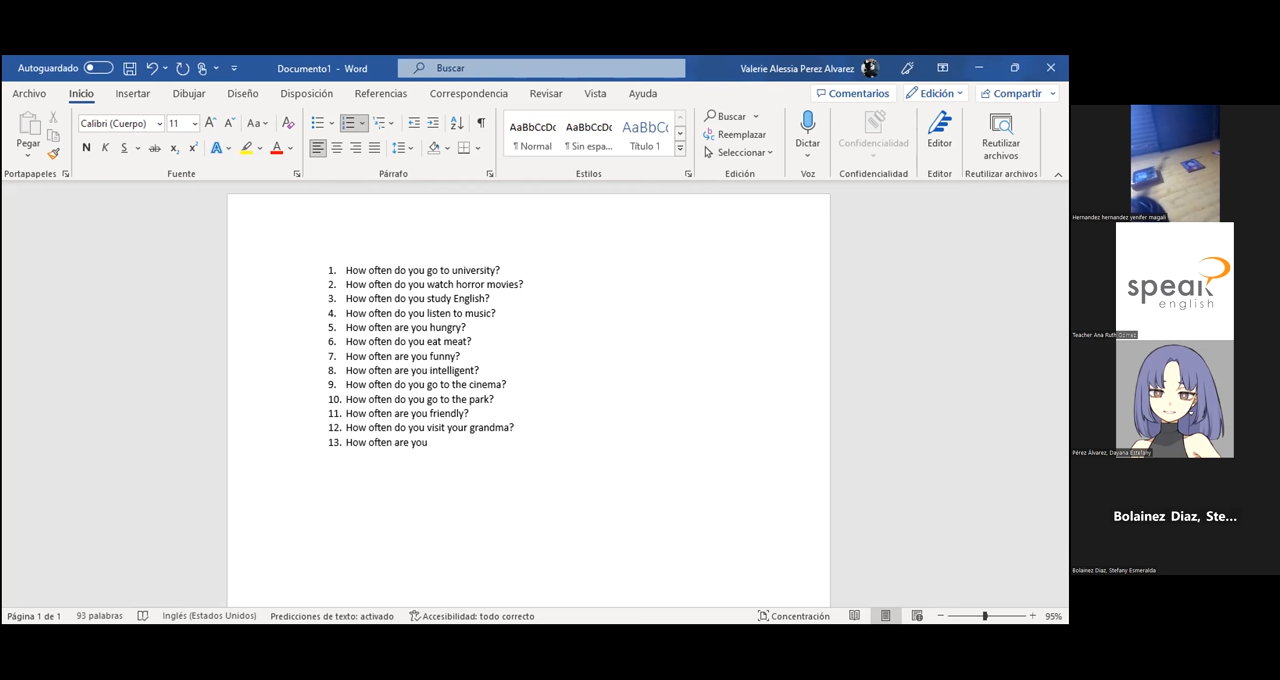 Autoguardado Documento1 - Word Buscar Valerie Alessia Perez Alvarez
Archivo Inicio Insertar Dibujar Diseño Disposición Referencias Correspondencia Revisar Vista Ayuda Comentarios Edición Compartir
Pegar
Calibri (Cuerpo) 11
N K S ab x₂ x² A A
AaBbCcDc AaBbCcDc AaBbCc
¶ Normal ¶ Sin espa... Título 1
Buscar
Reemplazar
Seleccionar
Dictar
Confidencialidad
Editor
Reutilizar
archivos
Portapapeles Fuente Párrafo Estilos Edición Voz Confidencialidad Editor Reutilizar archivos
1. How often do you go to university?
2. How often do you watch horror movies?
3. How often do you study English?
4. How often do you listen to music?
5. How often are you hungry?
6. How often do you eat meat?
7. How often are you funny?
8. How often are you intelligent?
9. How often do you go to the cinema?
10. How often do you go to the park?
11. How often are you friendly?
12. How often do you visit your grandma?
13. How often are you
Página 1 de 1 93 palabras Inglés (Estados Unidos) Predicciones de texto: activado Accesibilidad: todo correcto Concentración 95%
Hernandez hernandez yenifer magali
speak
english
Teacher Ana Ruth Gómez
Pérez Álvarez, Dayana Estefany
Bolainez Diaz, Ste...
Bolainez Diaz, Stefany Esmeralda